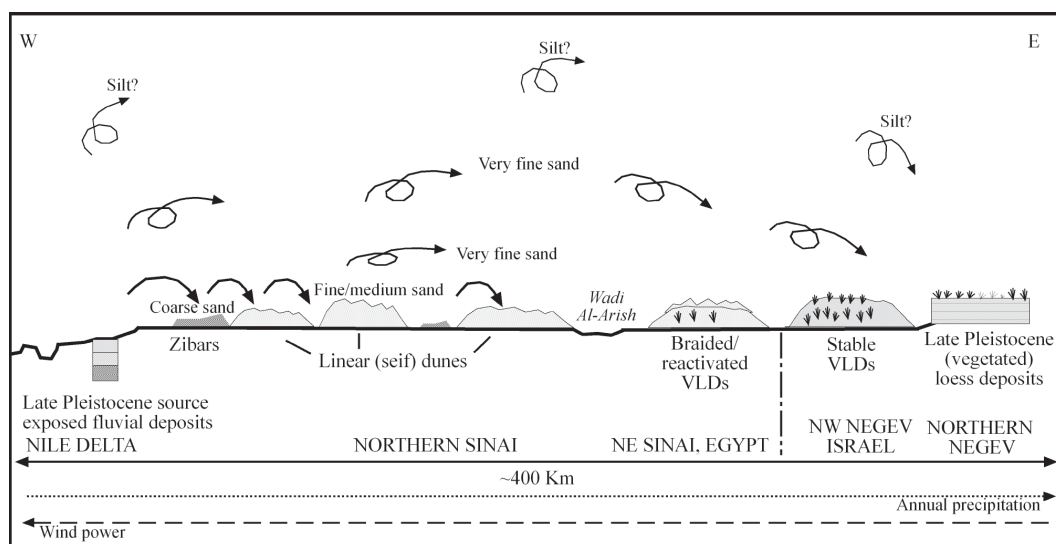 W
E
Silt?
Silt?
Silt?
Very fine sand
Very fine sand
Coarse sand
Fine/medium sand
Wadi
Al-Arish
Zibars
Linear (seif) dunes
Braided/
reactivated
VLDs
Stable
VLDs
Late Pleistocene
(vegetated)
loess deposits
Late Pleistocene source
exposed fluvial deposits
NILE DELTA
NORTHERN SINAI
NE SINAI, EGYPT
NW NEGEV
ISRAEL
NORTHERN
NEGEV
~400 Km
Annual precipitation
Wind power